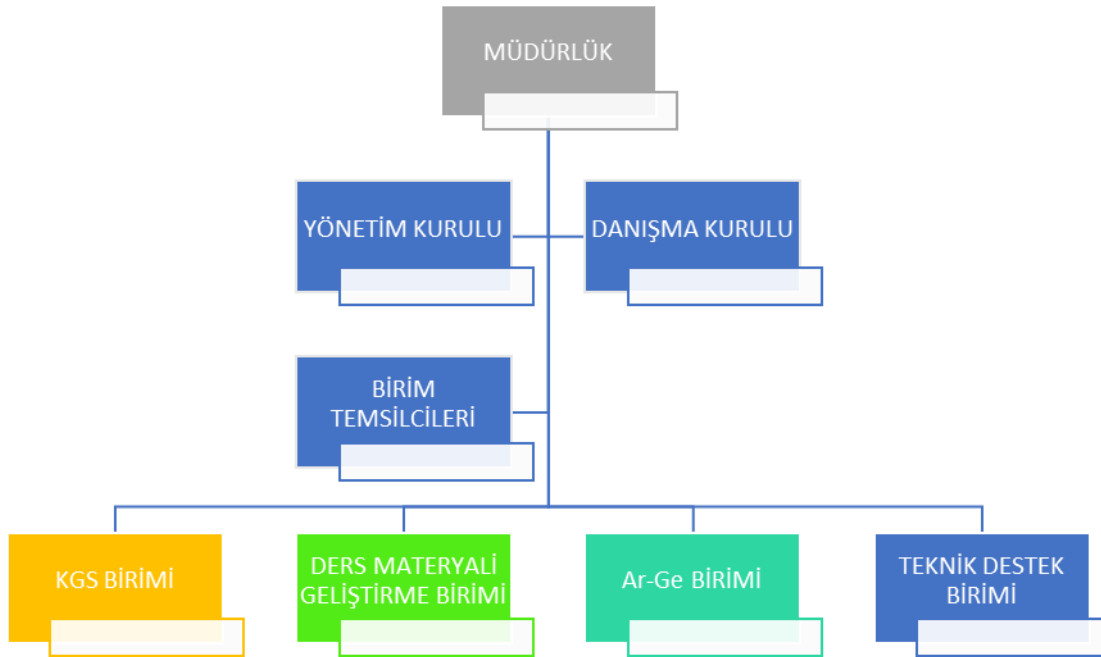 MÜDÜRLÜK
YÖNETİM KURULU
DANIŞMA KURULU
BİRİM
TEMSİLCİLERİ
KGS BİRİMİ
DERS MATERYALİ
GELİŞTİRME BİRİMİ
Ar-Ge BİRİMİ
TEKNİK DESTEK
BİRİMİ